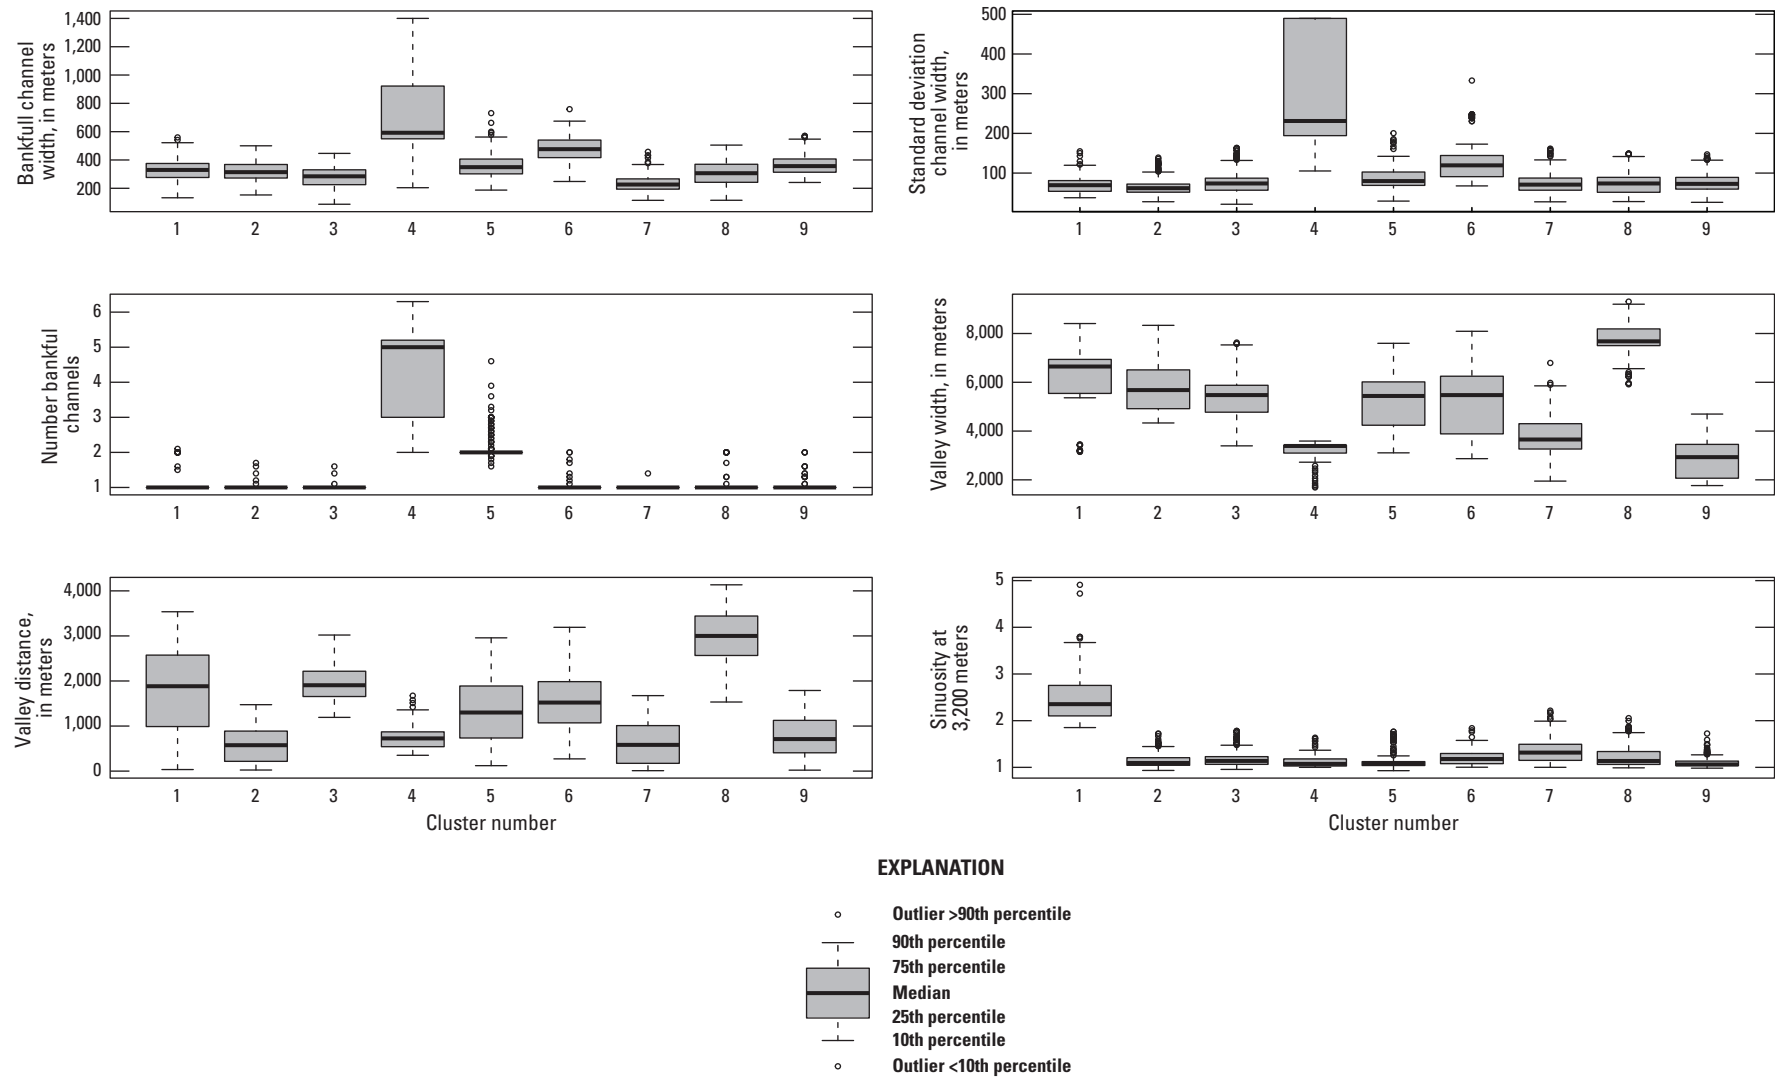 Bankfull channel
width, in meters
1,400
1,200
1,000
800
600
400
200
1 2 3 4 5 6 7 8 9
Standard deviation
channel width,
in meters
500
400
300
200
100
1 2 3 4 5 6 7 8 9
Number bankful
channels
6
5
4
3
2
1
1 2 3 4 5 6 7 8 9
Valley width, in meters
8,000
6,000
4,000
2,000
1 2 3 4 5 6 7 8 9
Valley distance,
in meters
4,000
3,000
2,000
1,000
0
1 2 3 4 5 6 7 8 9
Cluster number
Sinuosity at
3,200 meters
5
4
3
2
1
1 2 3 4 5 6 7 8 9
Cluster number
EXPLANATION
Outlier >90th percentile
90th percentile
75th percentile
Median
25th percentile
10th percentile
Outlier <10th percentile